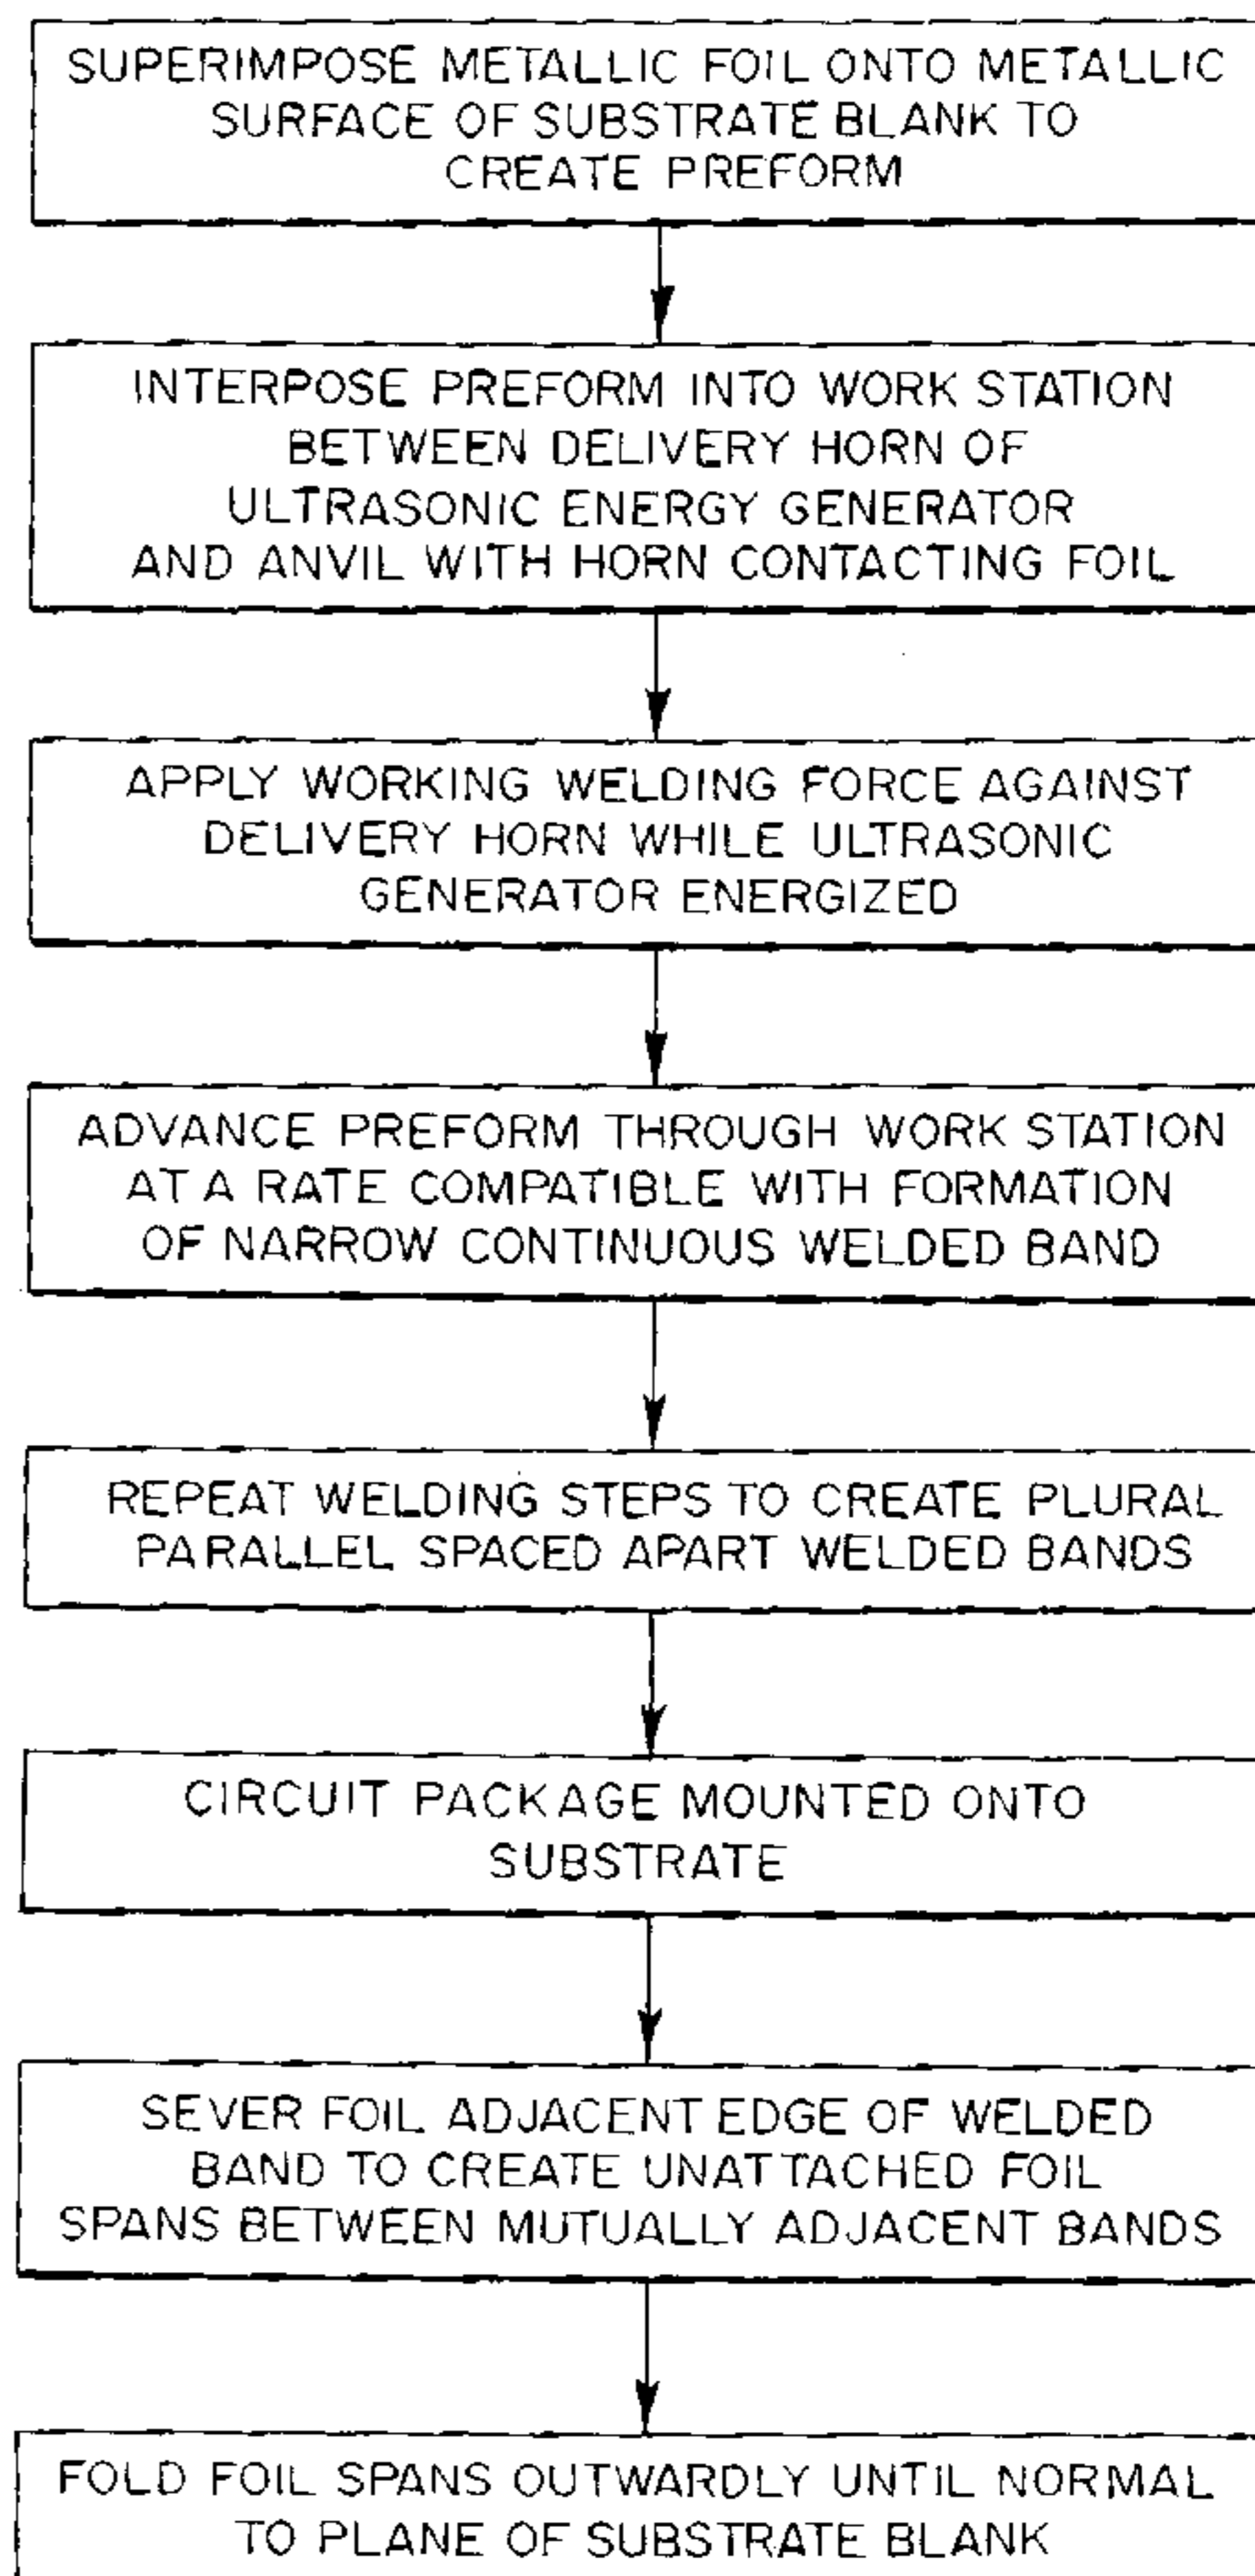 SUPERIMPOSE METALLIC FOIL ONTO METALLIC
SURFACE OF SUBSTRATE BLANK TO
CREATE PREFORM
INTERPOSE PREFORM INTO WORK STATION
BETWEEN DELIVERY HORN OF
ULTRASONIC ENERGY GENERATOR
AND ANVIL WITH HORN CONTACTING FOIL
APPLY WORKING WELDING FORCE AGAINST
DELIVERY HORN WHILE ULTRASONIC
GENERATOR ENERGIZED
ADVANCE PREFORM THROUGH WORK STATION
AT A RATE COMPATIBLE WITH FORMATION
OF NARROW CONTINUOUS WELDED BAND
REPEAT WELDING STEPS TO CREATE PLURAL
PARALLEL SPACED APART WELDED BANDS
CIRCUIT PACKAGE MOUNTED ONTO
SUBSTRATE
SEVER FOIL ADJACENT EDGE OF WELDED
BAND TO CREATE UNATTACHED FOIL
SPANS BETWEEN MUTUALLY ADJACENT BANDS
FOLD FOIL SPANS OUTWARDLY UNTIL NORMAL
TO PLANE OF SUBSTRATE BLANK